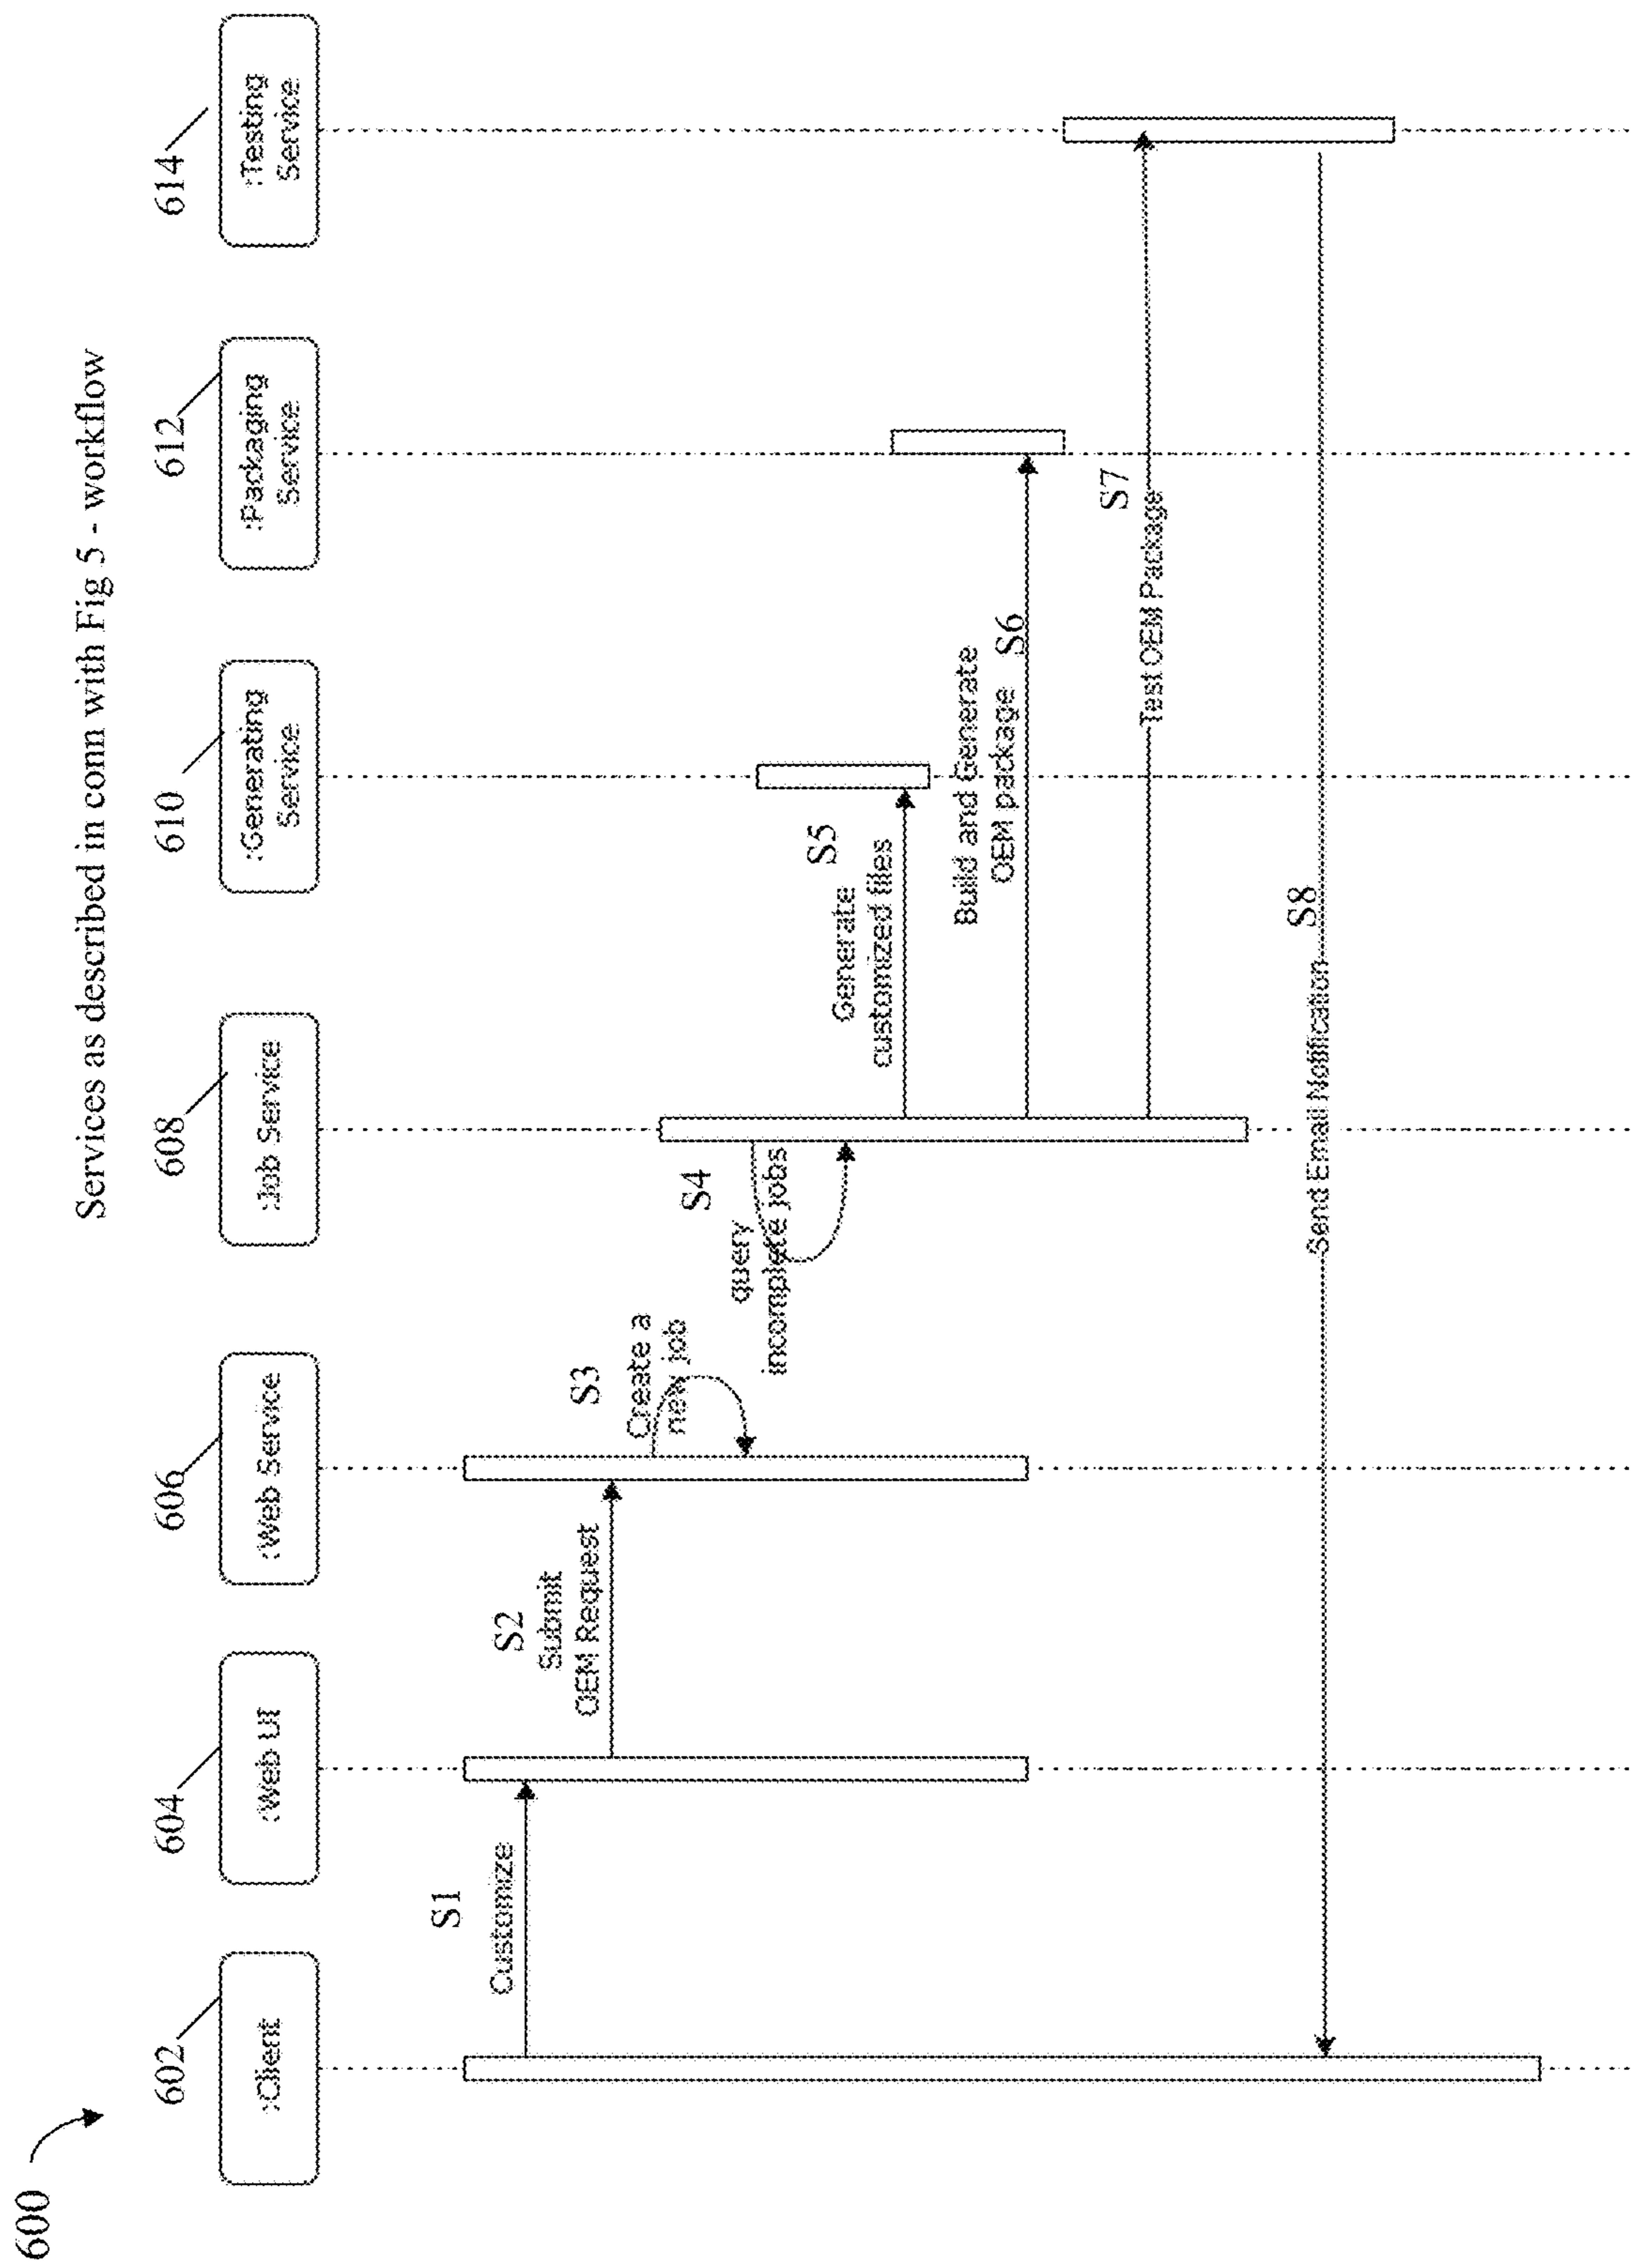 600
Services as described in conn with Fig 5 - workflow
602
604
606
608
610
612
614
:Client
:Web UI
:Web Service
:Job Service
:Generating
Service
:Packaging
Service
:Testing
Service
S1
Customize
S2
Submit
OEM Request
S3
Create a
new job
S4
query
incomplete jobs
S5
Generate
customized files
Build and Generate
OEM package
S6
S7
Test OEM Package
S8
Send Email Notification